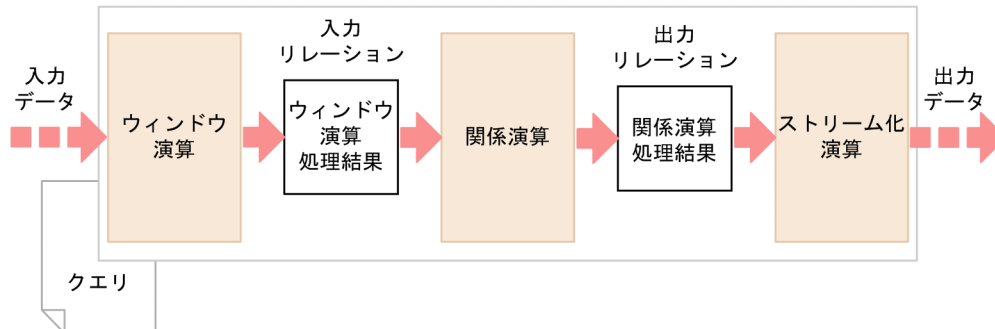 入力
データ
ウィンドウ
演算
入力
リレーション
ウィンドウ
演算
処理結果
関係演算
出力
リレーション
関係演算
処理結果
ストリーム化
演算
出力
データ
クエリ